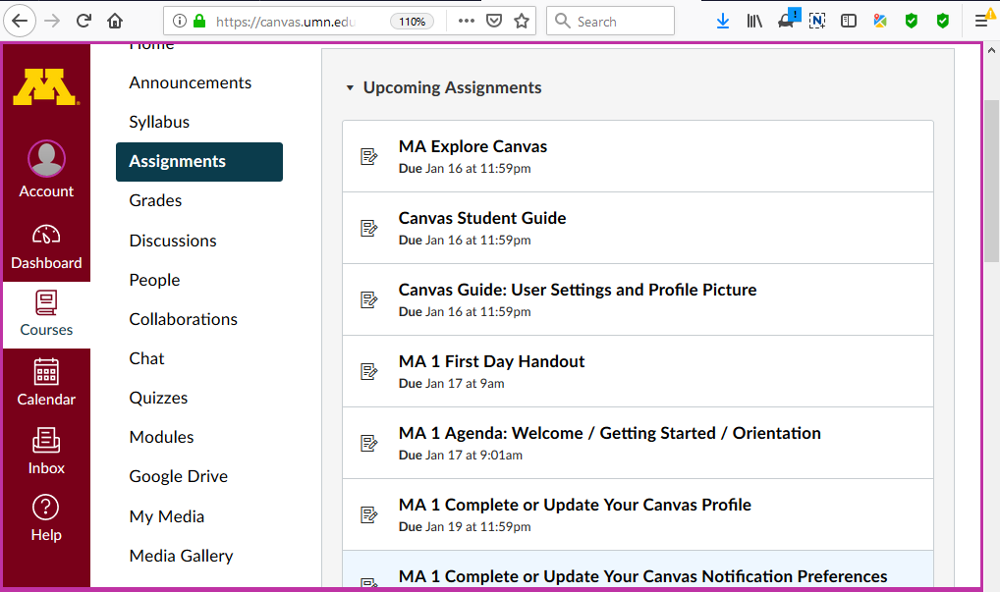 https://canvas.umn.edu
110%
Search
Home
Announcements
Syllabus
Assignments
Grades
Discussions
People
Collaborations
Chat
Quizzes
Modules
Google Drive
My Media
Media Gallery
M
Account
Dashboard
Courses
Calendar
Inbox
Help
Upcoming Assignments
MA Explore Canvas
Due Jan 16 at 11:59pm
Canvas Student Guide
Due Jan 16 at 11:59pm
Canvas Guide: User Settings and Profile Picture
Due Jan 16 at 11:59pm
MA 1 First Day Handout
Due Jan 17 at 9am
MA 1 Agenda: Welcome / Getting Started / Orientation
Due Jan 17 at 9:01am
MA 1 Complete or Update Your Canvas Profile
Due Jan 19 at 11:59pm
MA 1 Complete or Update Your Canvas Notification Preferences